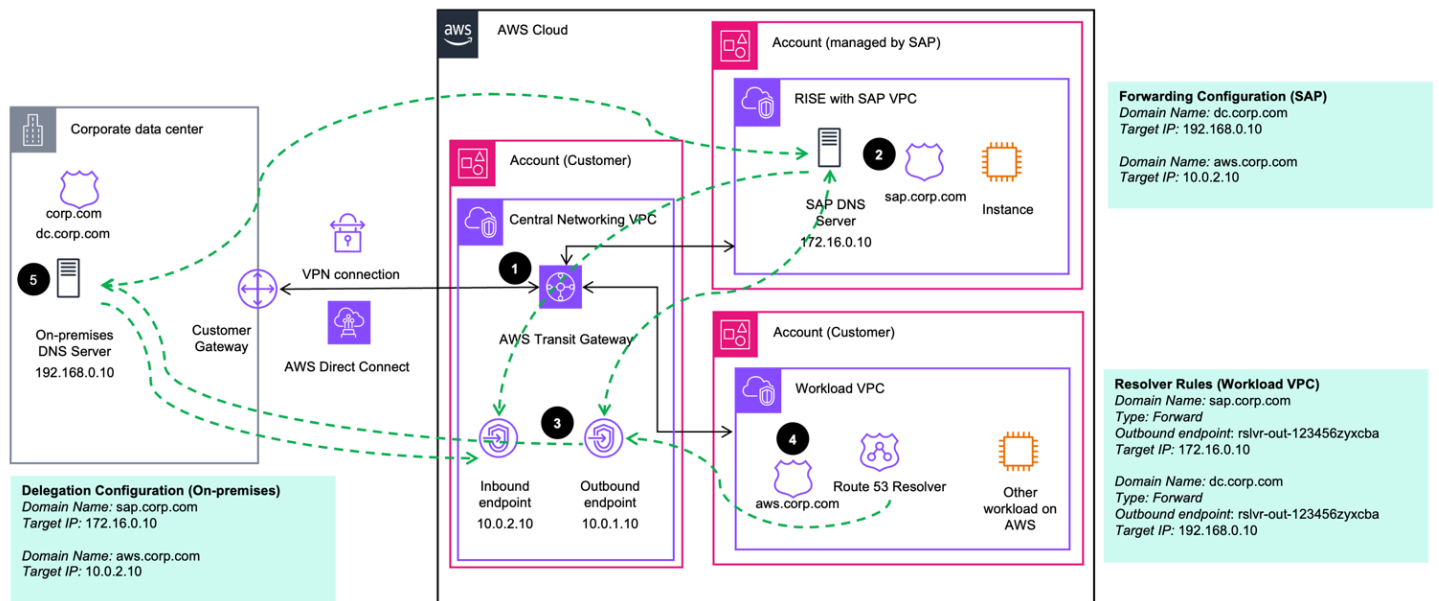 aws
AWS Cloud
Account (managed by SAP)
RISE with SAP VPC
2
SAP DNS
Server
172.16.0.10
sap.corp.com
Instance
Forwarding Configuration (SAP)
Domain Name: dc.corp.com
Target IP: 192.168.0.10
Domain Name: aws.corp.com
Target IP: 10.0.2.10
Corporate data center
corp.com
dc.corp.com
5
On-premises
DNS Server
192.168.0.10
Customer
Gateway
VPN connection
AWS Direct Connect
Account (Customer)
Central Networking VPC
1
AWS Transit Gateway
3
Inbound
endpoint
10.0.2.10
Outbound
endpoint
10.0.1.10
Account (Customer)
Workload VPC
4
aws.corp.com
Route 53 Resolver
Other
workload on
AWS
Resolver Rules (Workload VPC)
Domain Name: sap.corp.com
Type: Forward
Outbound endpoint: rslvr-out-123456zyxcba
Target IP: 172.16.0.10
Domain Name: dc.corp.com
Type: Forward
Outbound endpoint: rslvr-out-123456zyxcba
Target IP: 192.168.0.10
Delegation Configuration (On-premises)
Domain Name: sap.corp.com
Target IP: 172.16.0.10
Domain Name: aws.corp.com
Target IP: 10.0.2.10